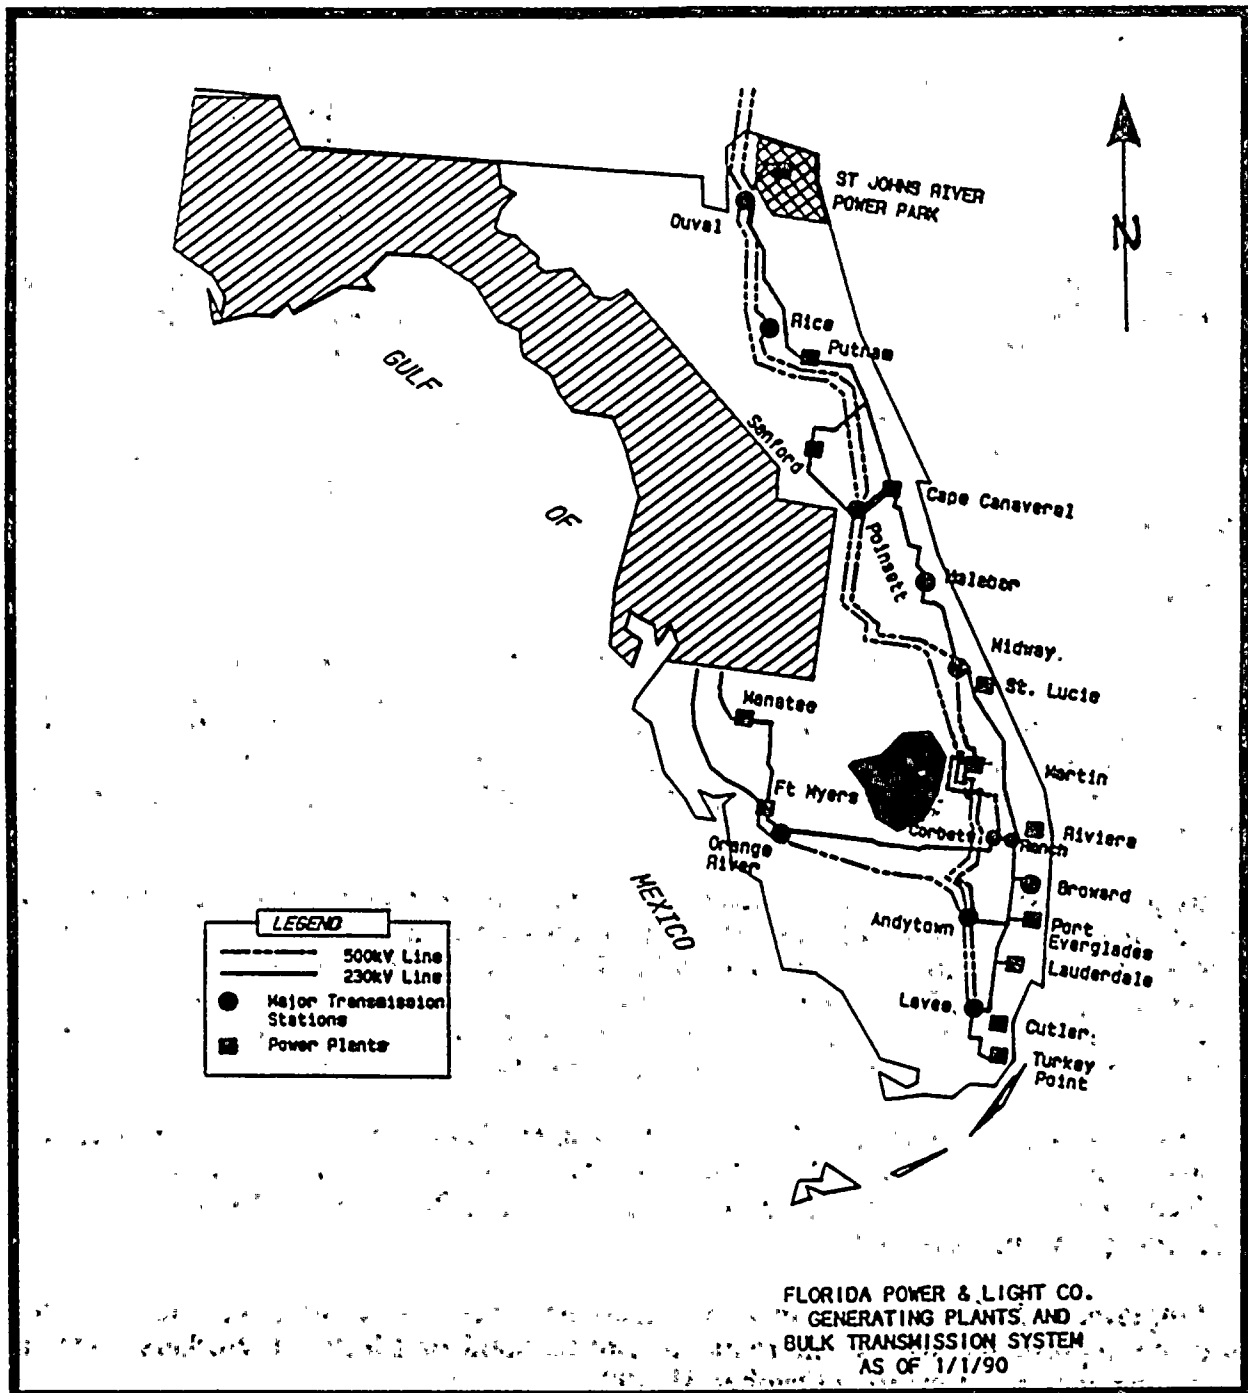 ST JOHNS RIVER
POWER PARK
N
Duval
Rice
Putnam
GULF
Sanford
OF
Cape Canaveral
Poinsett
Malabar
Midway.
St. Lucie
Manatee
Martin
Ft Myers
Corbett
Ranch
Riviera
Orange
River
MEXICO
Broward
Andytown
Port
Everglades
Lauderdale
Levee
Cutler.
Turkey
Point
LEGEND
500kV Line
230kV Line
Major Transmission
Stations
Power Plants
FLORIDA POWER & LIGHT CO.
GENERATING PLANTS AND
BULK TRANSMISSION SYSTEM
AS OF 1/1/90